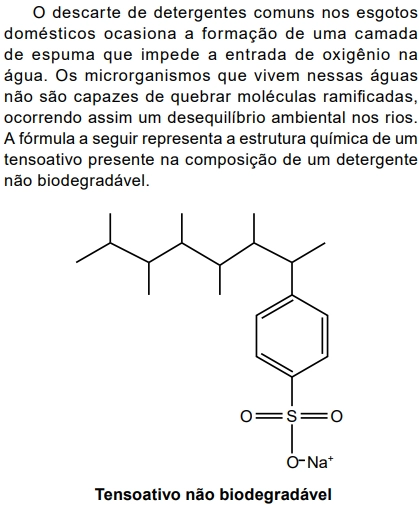 O descarte de detergentes comuns nos esgotos
domésticos ocasiona a formação de uma camada
de espuma que impede a entrada de oxigênio na
água. Os microrganismos que vivem nessas águas
não são capazes de quebrar moléculas ramificadas,
ocorrendo assim um desequilíbrio ambiental nos rios.
A fórmula a seguir representa a estrutura química de um
tensoativo presente na composição de um detergente
não biodegradável.
O S O
O-Na+
Tensoativo não biodegradável